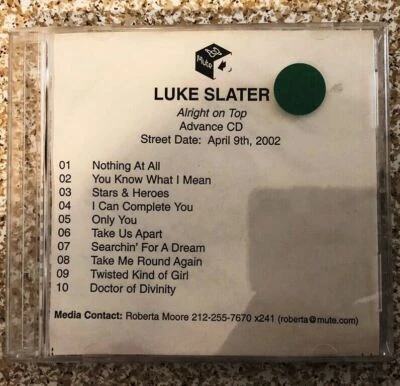 Mute
LUKE SLATER
Alright on Top
Advance CD
Street Date: April 9th, 2002
01 Nothing At All
02 You Know What I Mean
03 Stars & Heroes
04 I Can Complete You
05 Only You
06 Take Us Apart
07 Searchin' For A Dream
08 Take Me Round Again
09 Twisted Kind of Girl
10 Doctor of Divinity
Media Contact: Roberta Moore 212-255-7670 x241 (roberta@mute.com)